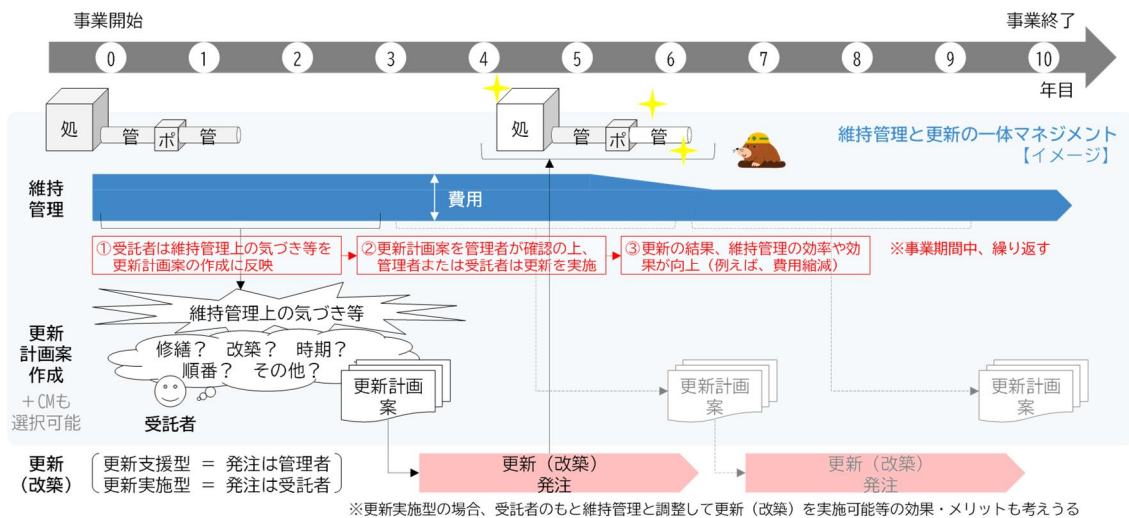 事業開始
事業終了
0 1 2 3 4 5 6 7 8 9 10
年目
処 管 ポ 管
処 管 ポ 管
維持管理と更新の一体マネジメント
【イメージ】
維持
管理
費用
①受託者は維持管理上の気づき等を
更新計画案の作成に反映
②更新計画案を管理者が確認の上、
管理者または受託者は更新を実施
③更新の結果、維持管理の効率や効
果が向上（例えば、費用縮減）
※事業期間中、繰り返す
維持管理上の気づき等
修繕？ 改築？ 時期？
順番？ その他？
更新
計画案
作成
＋CMも
選択可能
受託者
更新計画
案
更新計画
案
更新計画
案
更新
（改築）
更新支援型 ＝ 発注は管理者
更新実施型 ＝ 発注は受託者
更新（改築）
発注
更新（改築）
発注
※更新実施型の場合、受託者のもと維持管理と調整して更新（改築）を実施可能等の効果・メリットも考えうる